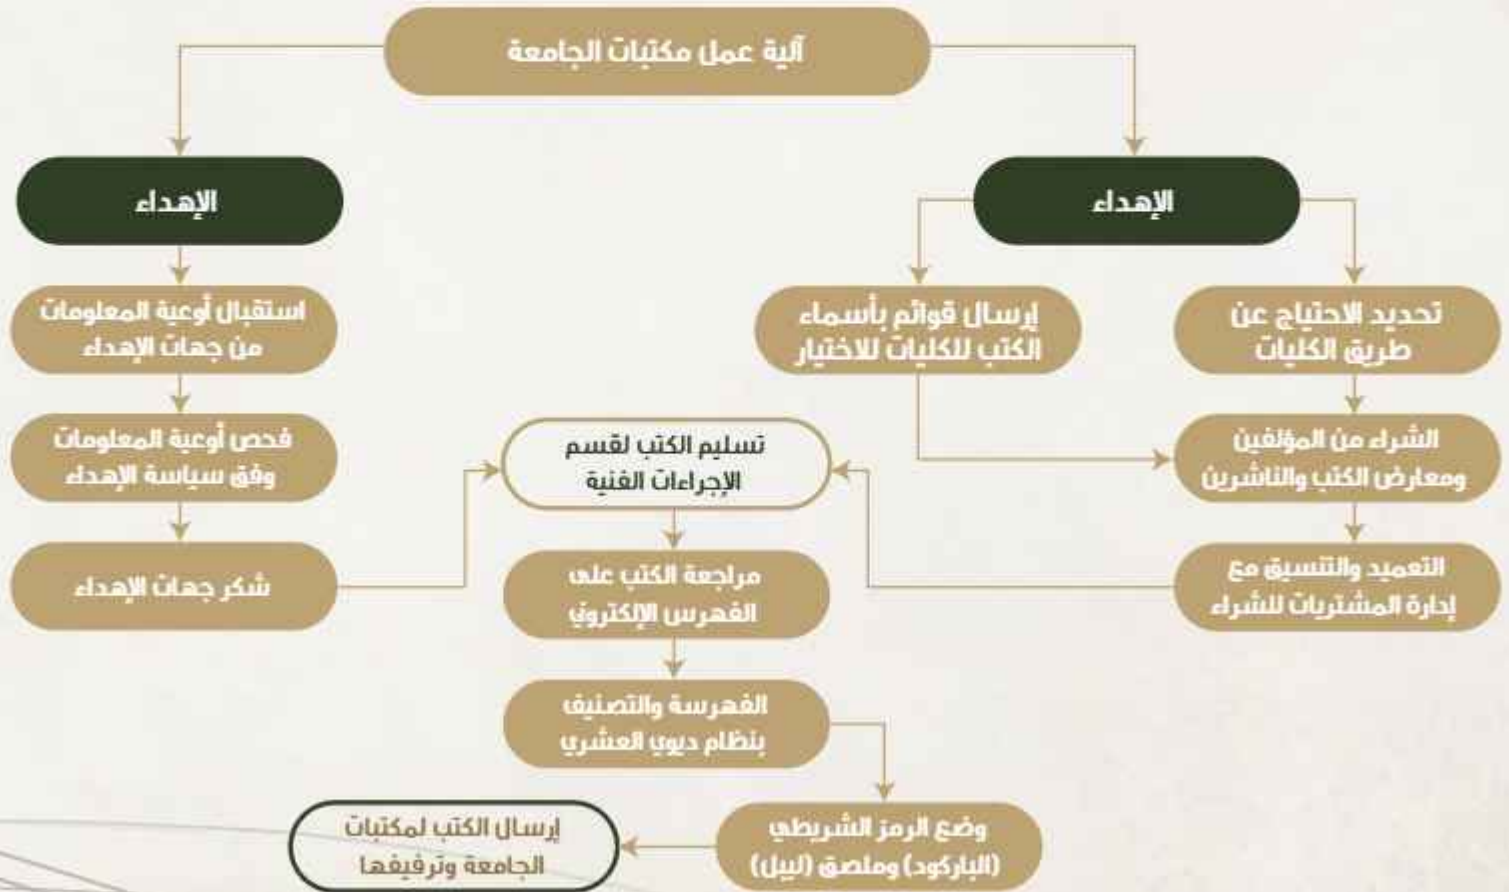 آلية عمل مكتبات الجامعة
الإهداء
تحديد الاحتياج عن
طريق الكليات
إرسال قوائم بأسماء
الكتب للكليات للاختيار
الشراء من المؤلفين
ومعارض الكتب والناشرين
التعميد والتنسيق مع
إدارة المشتريات للشراء
الإهداء
استقبال أوعية المعلومات
من جهات الإهداء
فحص أوعية المعلومات
وفق سياسة الإهداء
شكر جهات الإهداء
تسليم الكتب لقسم
الإجراءات الفنية
مراجعة الكتب على
الفهرس الإلكتروني
الفهرسة والتصنيف
بنظام ديوي العشري
وضع الرمز الشريطي
(الباركود) وملصق (ليبل)
إرسال الكتب لمكتبات
الجامعة وترفيفها